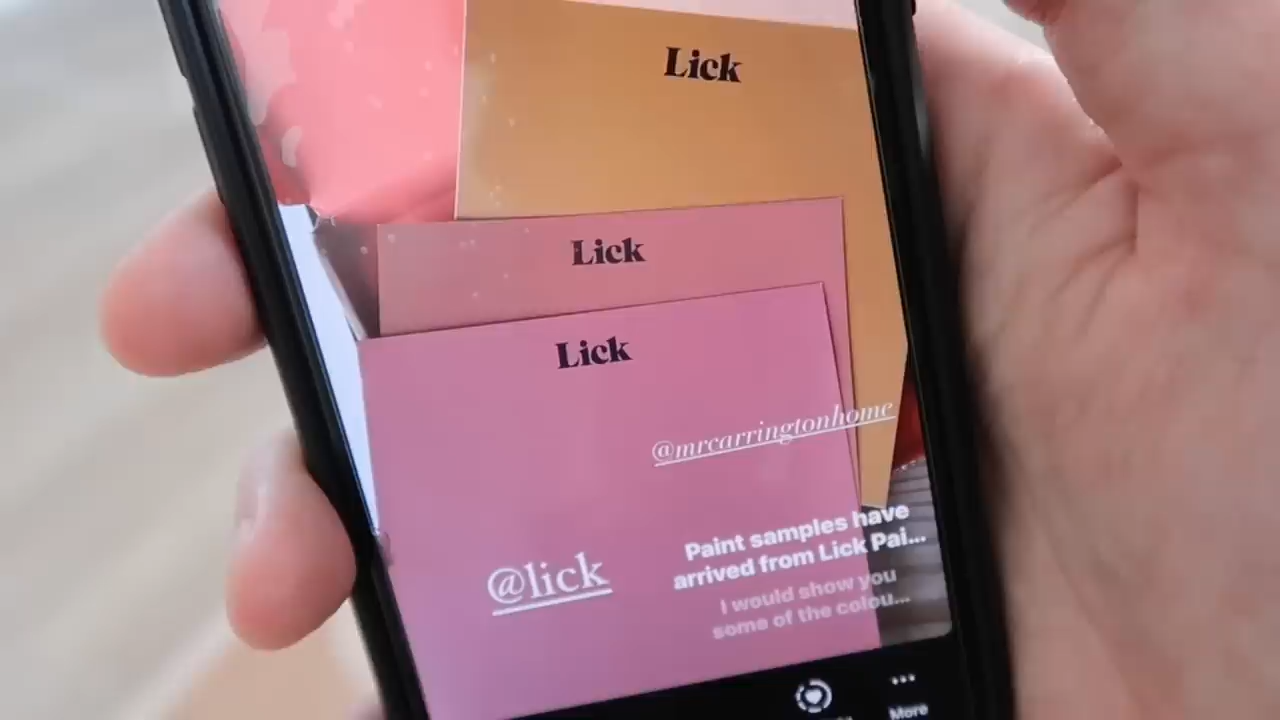 Lick
Lick
Lick
@mrcarringtonhome
Paint samples have
arrived from Lick Pai...
@lick
I would show you
some of the colou...
More